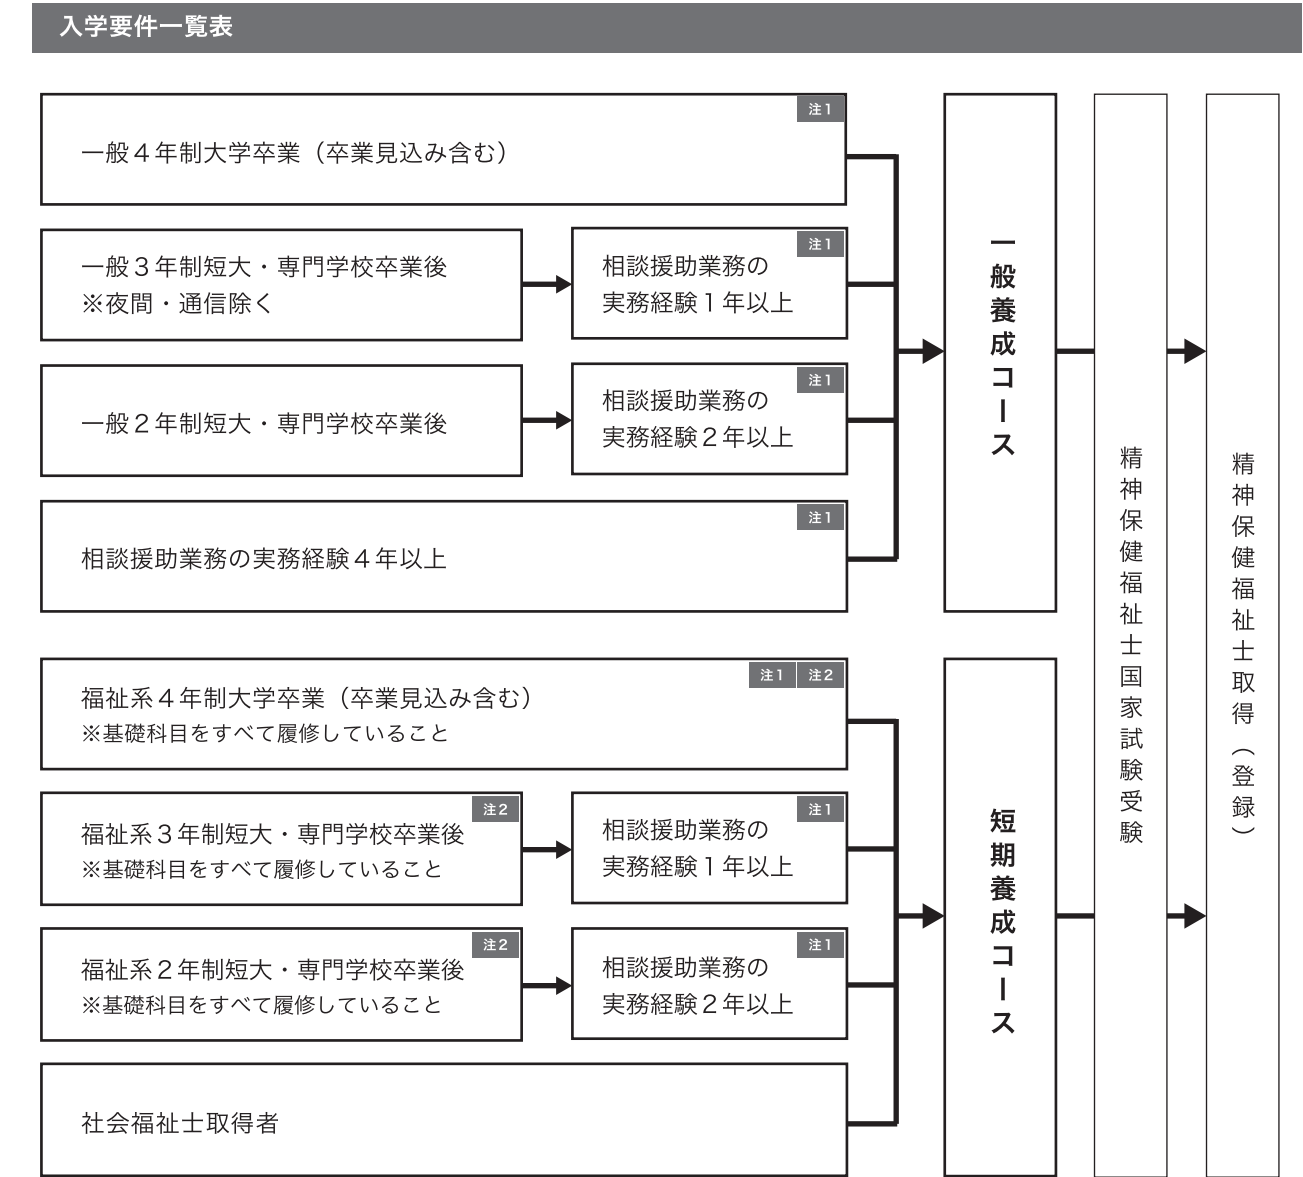 入学要件一覧表
注1
一般４年制大学卒業（卒業見込み含む）
一般３年制短大・専門学校卒業後
※夜間・通信除く
注1
相談援助業務の
実務経験１年以上
一般２年制短大・専門学校卒業後
注1
相談援助業務の
実務経験２年以上
注1
相談援助業務の実務経験４年以上
一般養成コース
注1 注2
福祉系４年制大学卒業（卒業見込み含む）
※基礎科目をすべて履修していること
注2
福祉系３年制短大・専門学校卒業後
※基礎科目をすべて履修していること
注1
相談援助業務の
実務経験１年以上
注2
福祉系２年制短大・専門学校卒業後
※基礎科目をすべて履修していること
注1
相談援助業務の
実務経験２年以上
社会福祉士取得者
短期養成コース
精神保健福祉士国家試験受験
精神保健福祉士取得（登録）